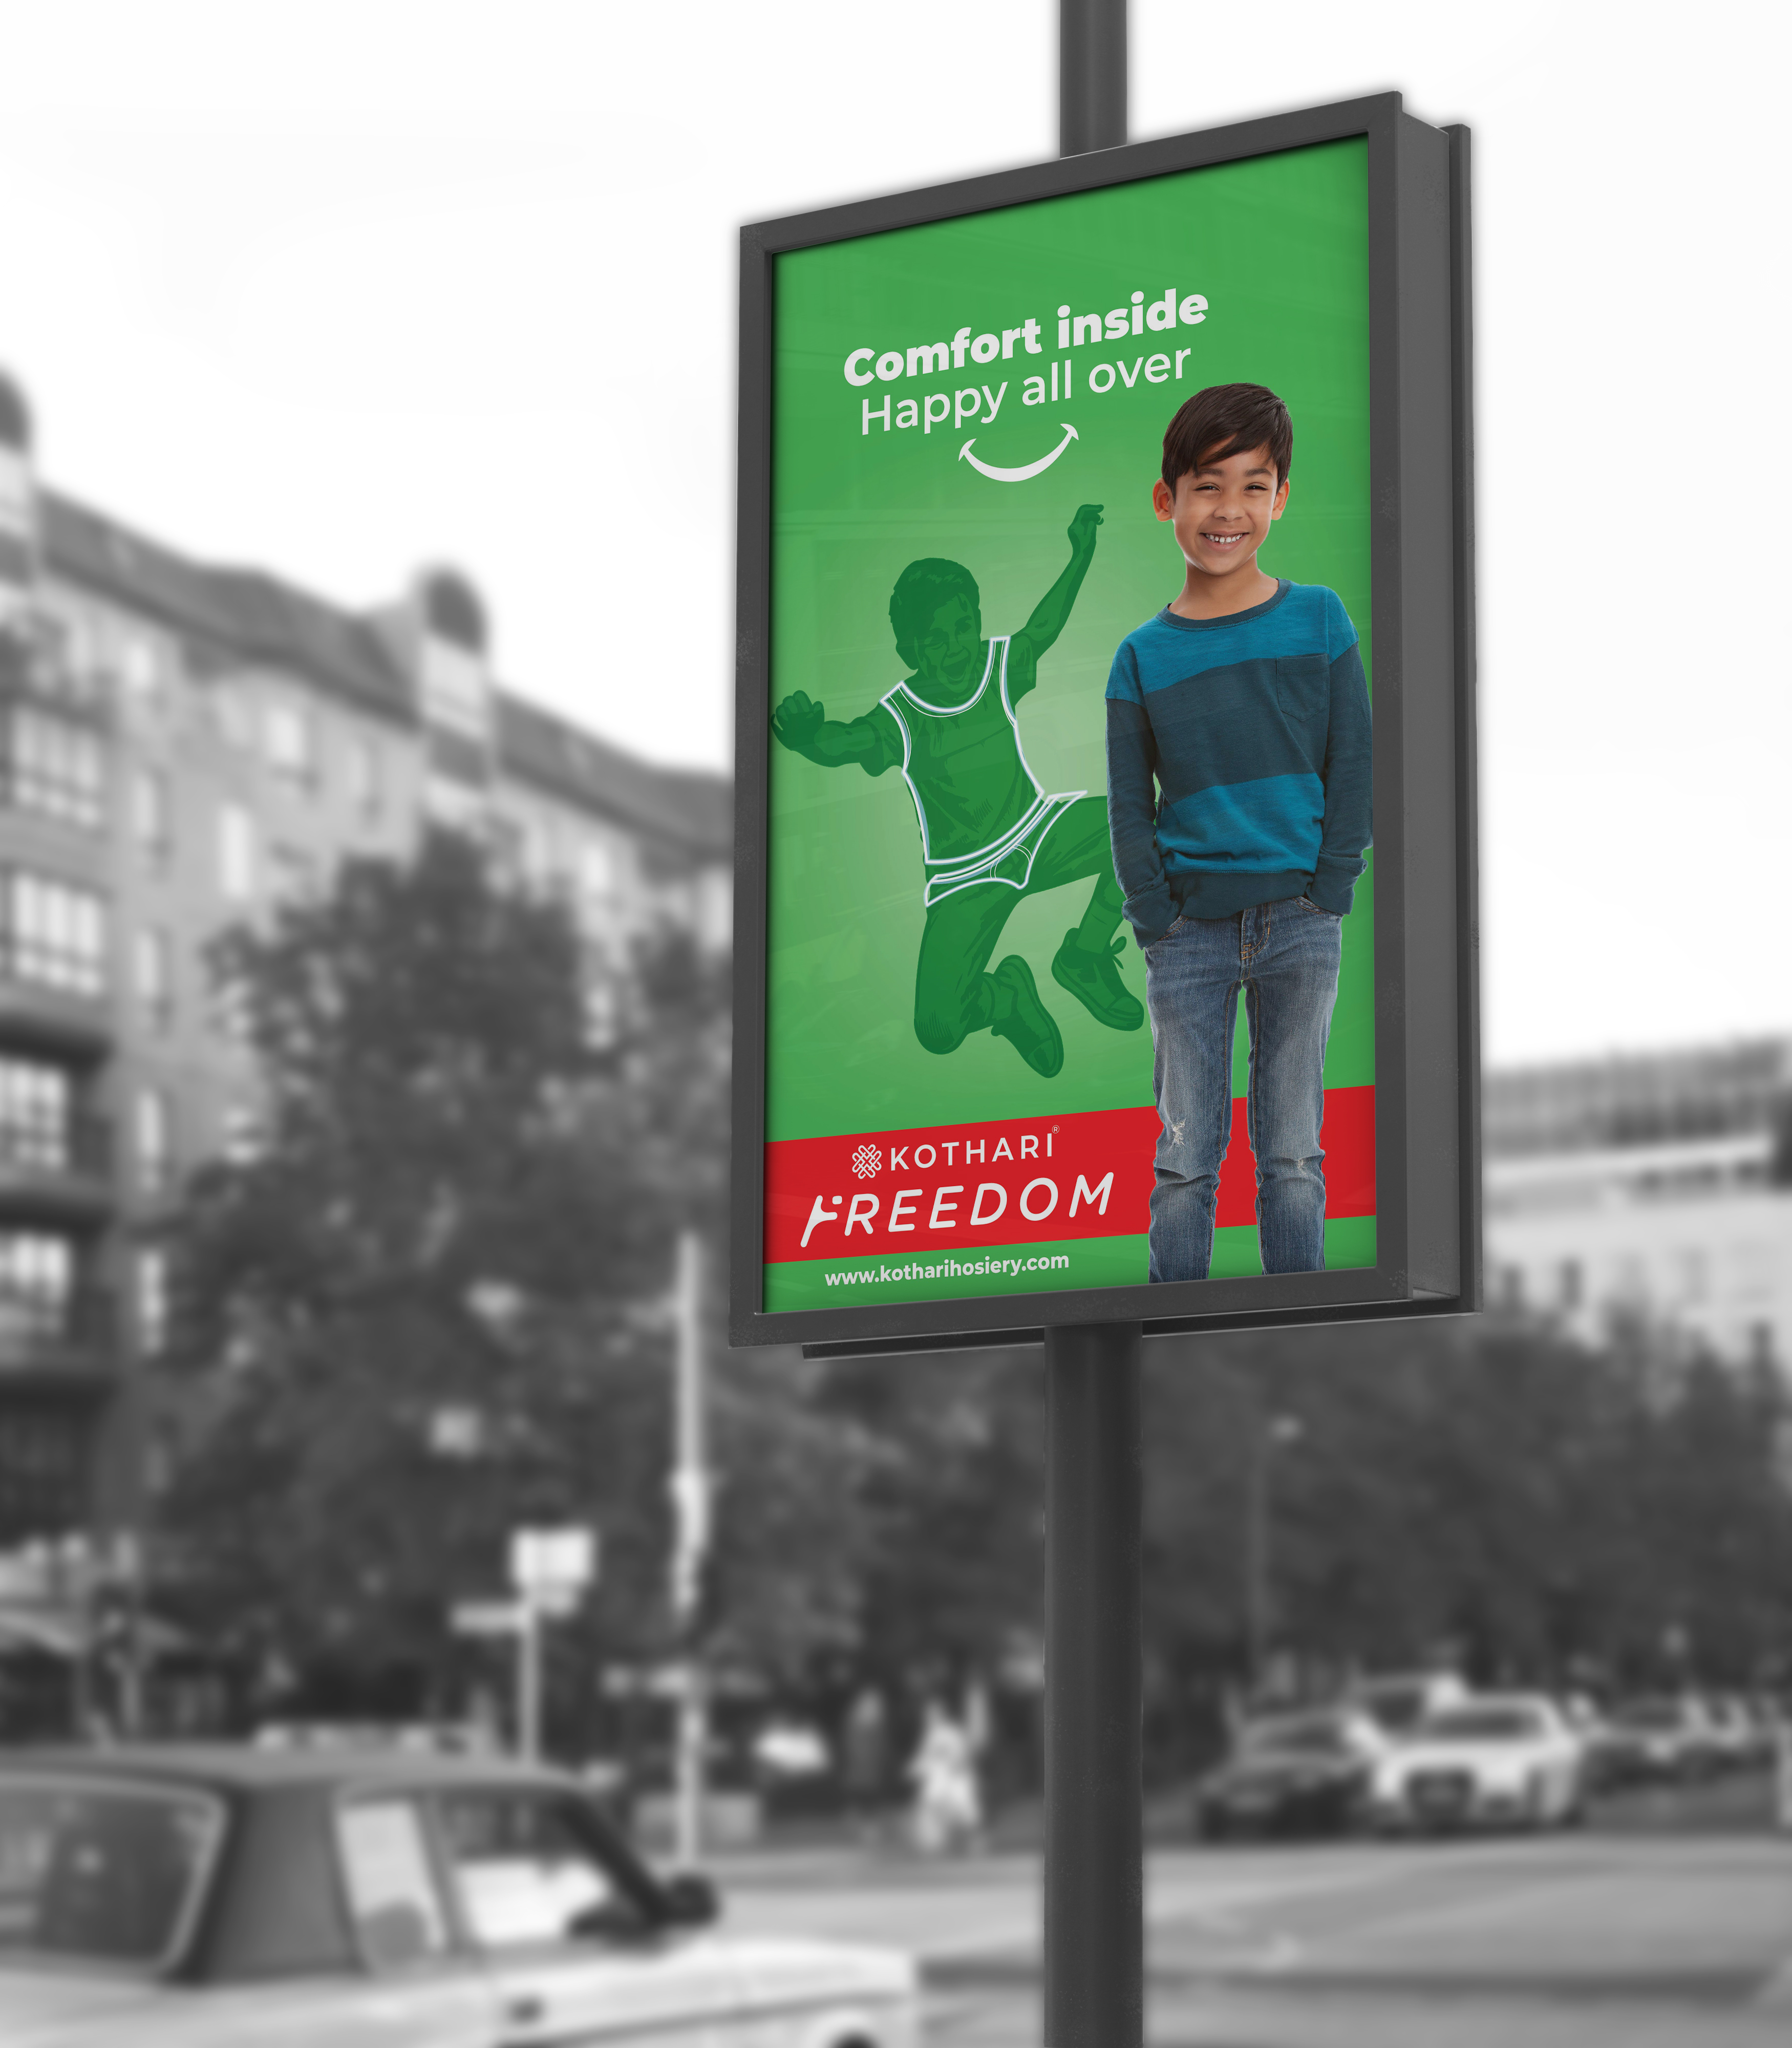 Comfort inside
Happy all over
KOTHARI®
FREEDOM
www.kotharihosiery.com